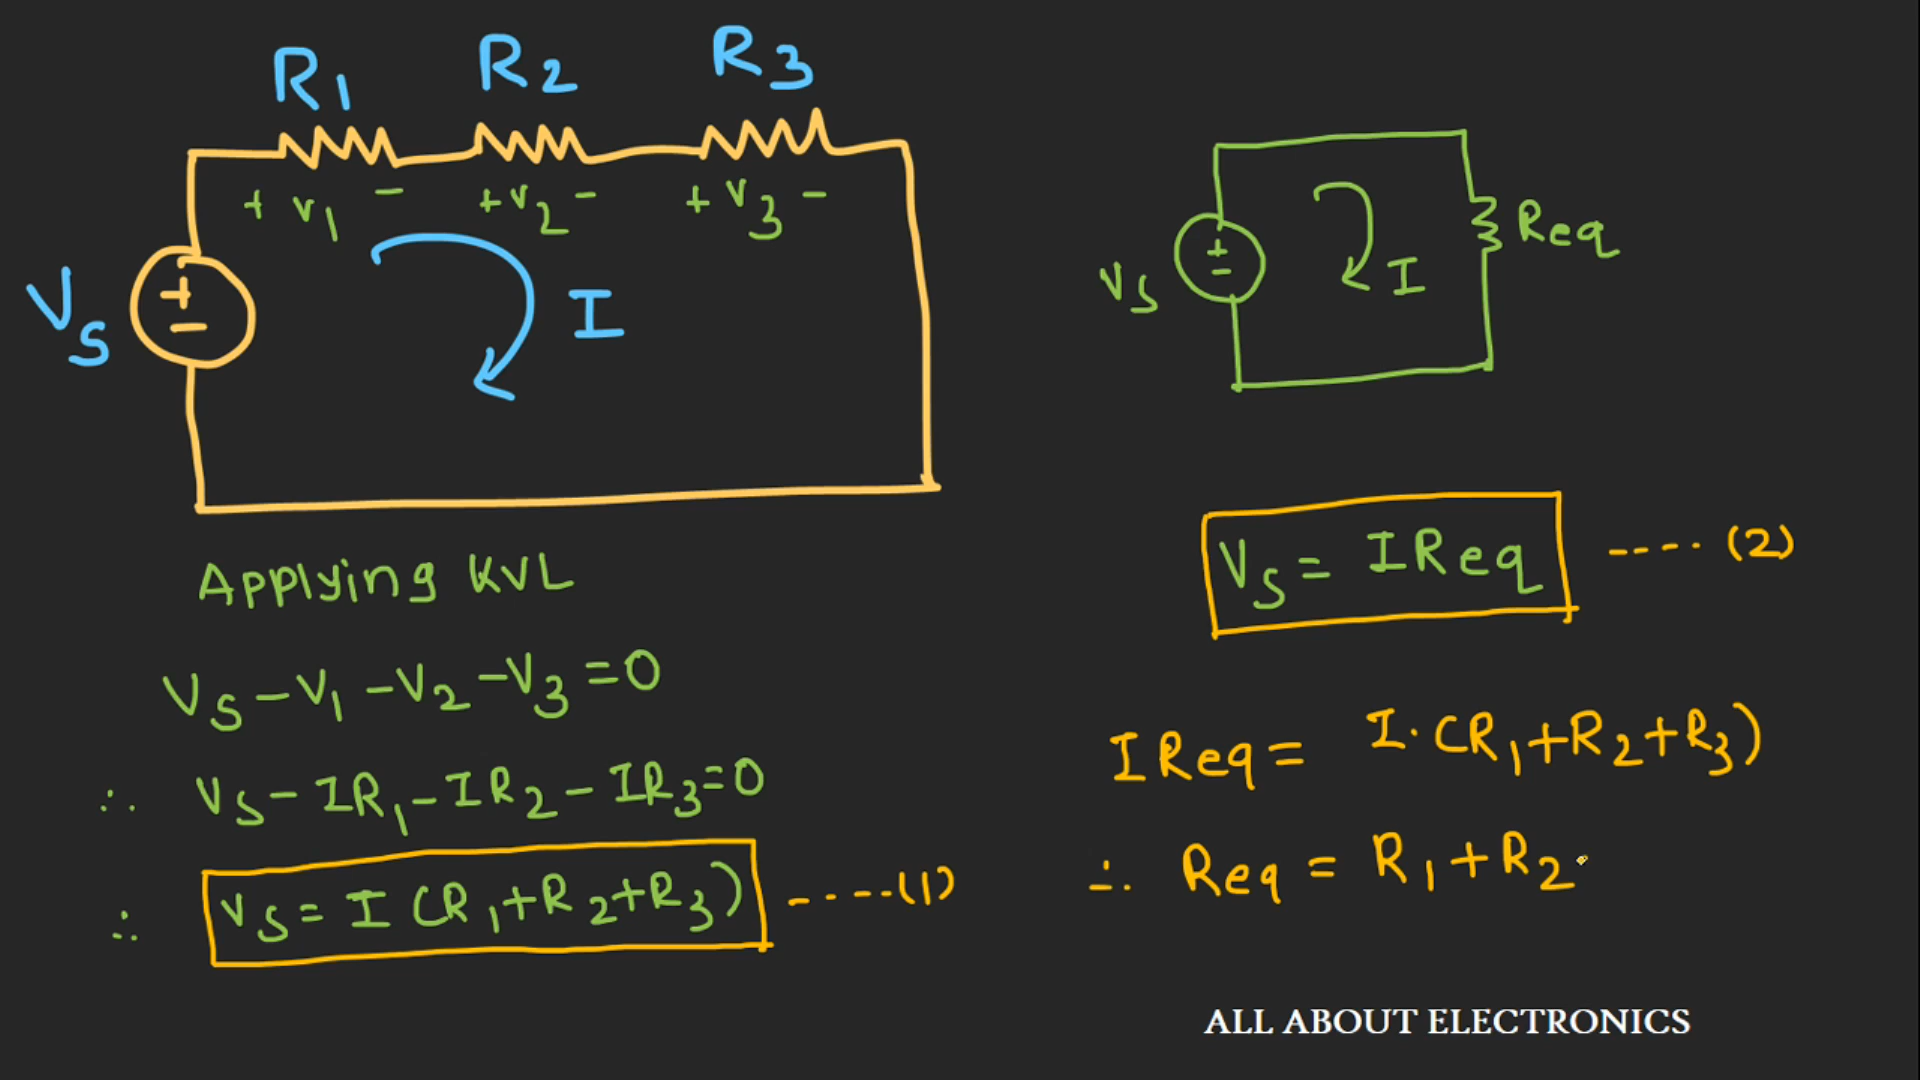 R1 R2 R3
+ V1 - +V2- + V3 -
Vs + - I
Applying KVL
Vs - V1 - V2 - V3 = 0
∴ Vs - IR1 - IR2 - IR3 = 0
∴ Vs = I (R1+R2+R3) -----(1)
Vs + - I Req
Vs = IReq ---- (2)
IReq = I·(R1+R2+R3)
∴ Req = R1+R2
ALL ABOUT ELECTRONICS